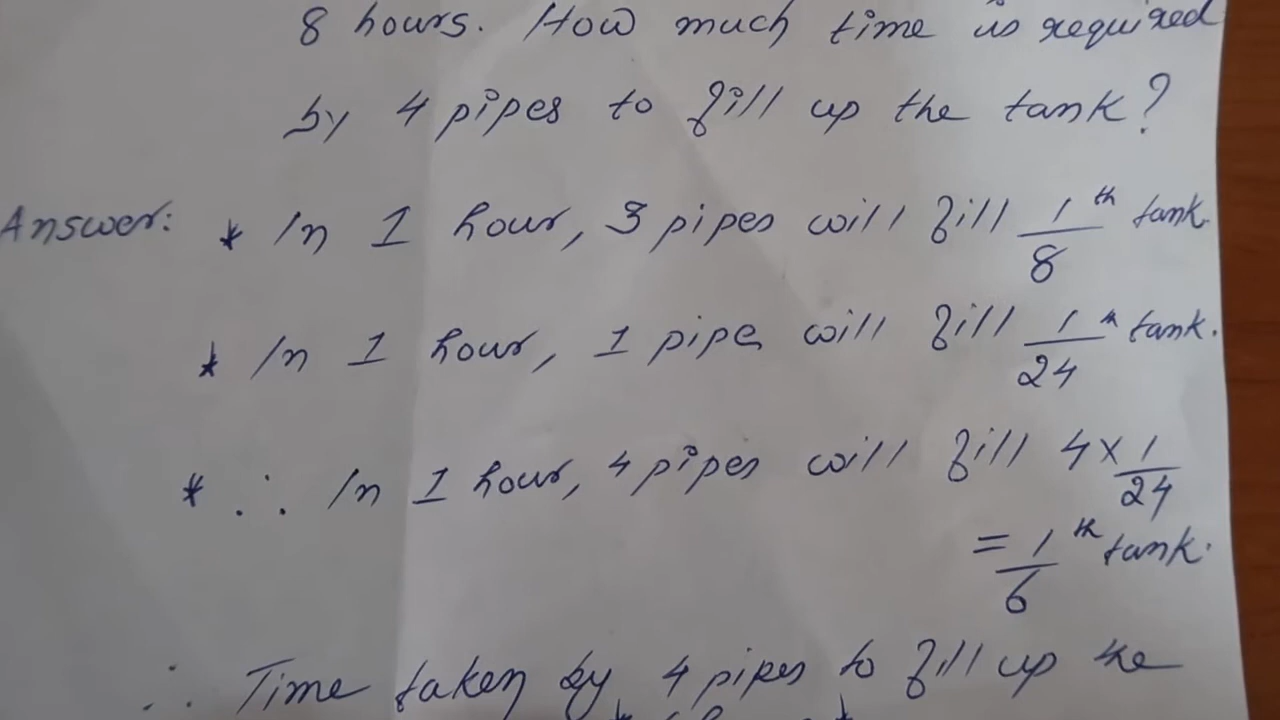 8 hours. How much time is required
by 4 pipes to fill up the tank?
Answer: * In 1 hour, 3 pipes will fill 1/8 th tank.
* In 1 hour, 1 pipe will fill 1/24 th tank.
* ∴ In 1 hour, 4 pipes will fill 4 × 1/24
= 1/6 th tank.
∴ Time taken by 4 pipes to fill up the